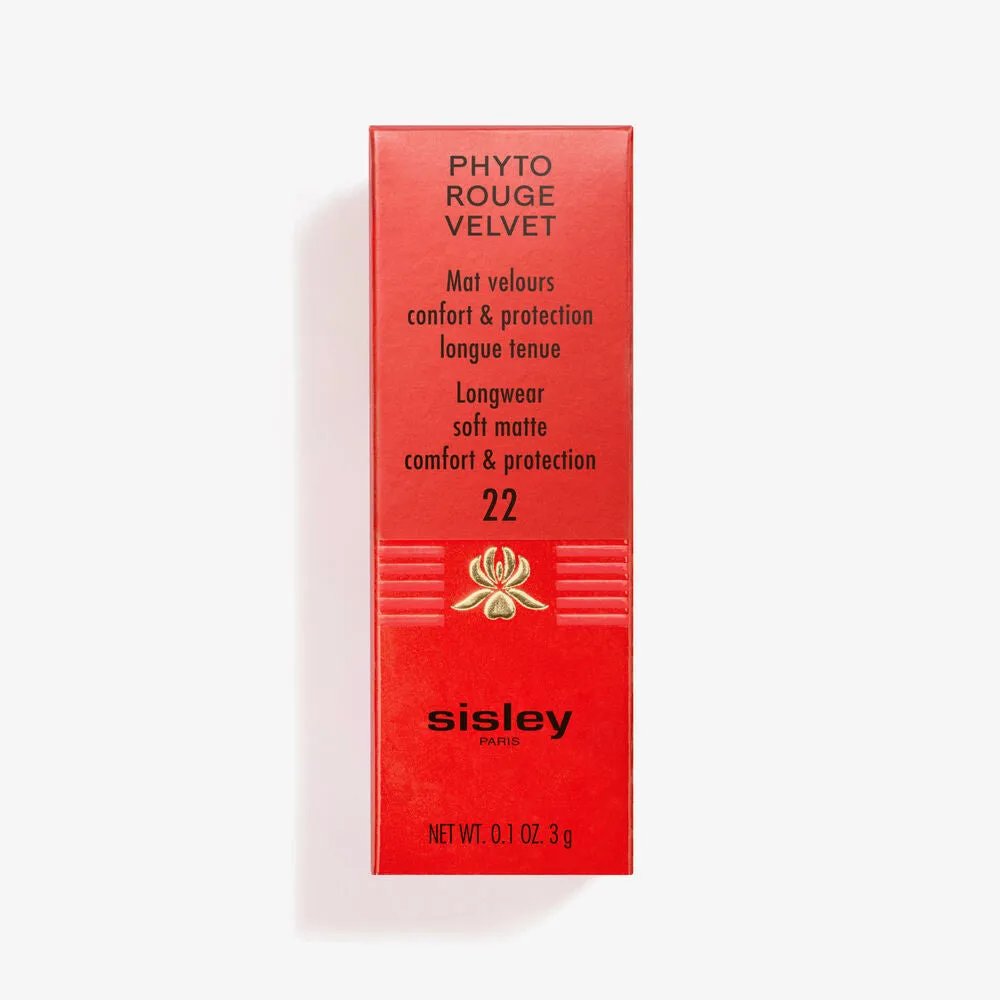 PHYTO
ROUGE
VELVET
Mat velours
confort & protection
longue tenue
Longwear
soft matte
comfort & protection
22
sisley
PARIS
NET WT. 0.1 OZ. 3 g